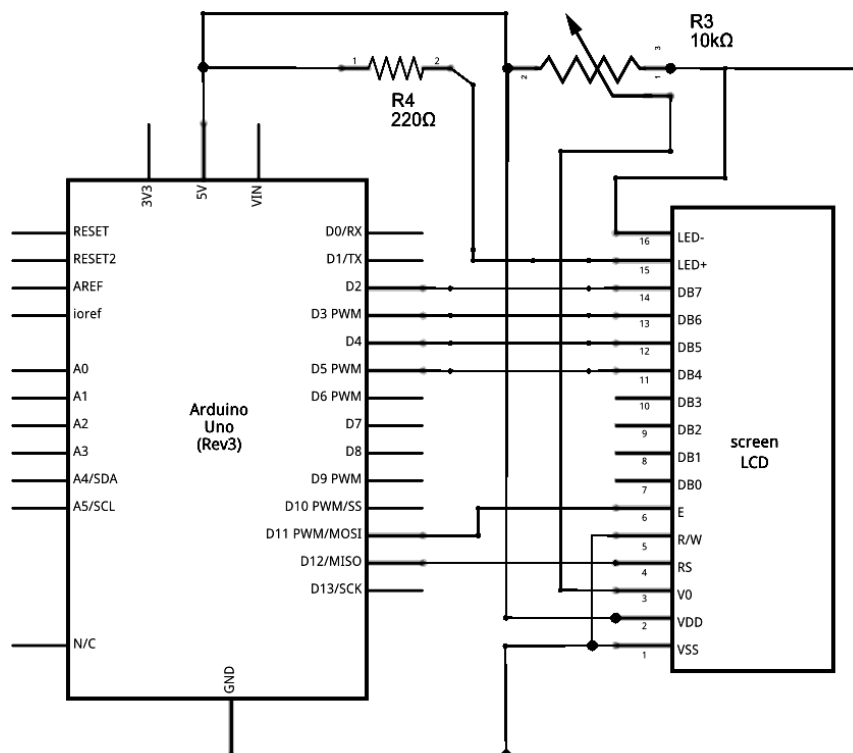 R3
10kΩ
1
2
2
1
3
R4
220Ω
3V3
5V
VIN
RESET
RESET2
AREF
ioref
A0
A1
A2
A3
A4/SDA
A5/SCL
N/C
Arduino
Uno
(Rev3)
D0/RX
D1/TX
D2
D3 PWM
D4
D5 PWM
D6 PWM
D7
D8
D9 PWM
D10 PWM/SS
D11 PWM/MOSI
D12/MISO
D13/SCK
GND
16 LED-
15 LED+
14 DB7
13 DB6
12 DB5
11 DB4
10 DB3
9 DB2
8 DB1
7 DB0
6 E
5 R/W
4 RS
3 V0
2 VDD
1 VSS
screen
LCD